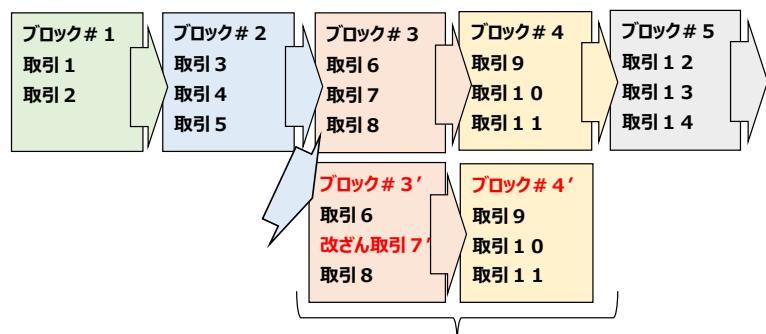 ブロック＃１
取引１
取引２
ブロック＃２
取引３
取引４
取引５
ブロック＃３
取引６
取引７
取引８
ブロック＃４
取引９
取引１０
取引１１
ブロック＃５
取引１２
取引１３
取引１４
ブロック＃３’
取引６
改ざん取引７’
取引８
ブロック＃４’
取引９
取引１０
取引１１